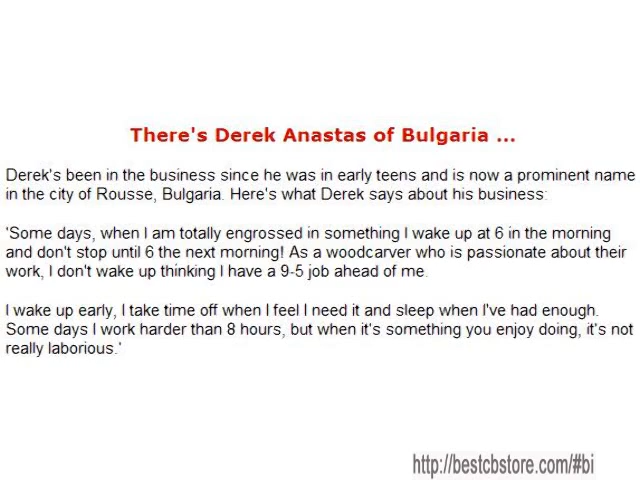 There's Derek Anastas of Bulgaria ...
Derek's been in the business since he was in early teens and is now a prominent name
in the city of Rousse, Bulgaria. Here's what Derek says about his business:
'Some days, when I am totally engrossed in something I wake up at 6 in the morning
and don't stop until 6 the next morning! As a woodcarver who is passionate about their
work, I don't wake up thinking I have a 9-5 job ahead of me.
I wake up early, I take time off when I feel I need it and sleep when I've had enough.
Some days I work harder than 8 hours, but when it's something you enjoy doing, it's not
really laborious.'
http://bestcbstore.com/#bi